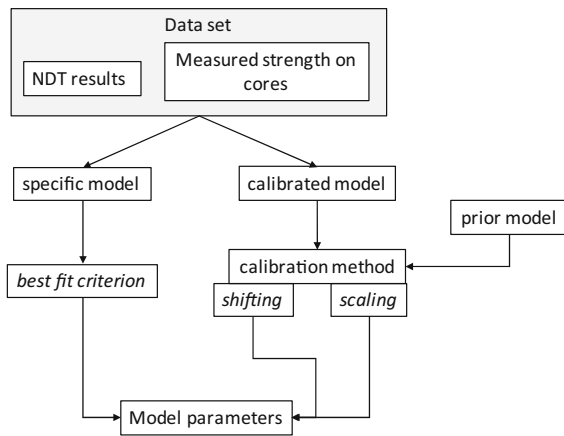 Data set
NDT results
Measured strength on
cores
specific model
calibrated model
prior model
best fit criterion
calibration method
shifting
scaling
Model parameters